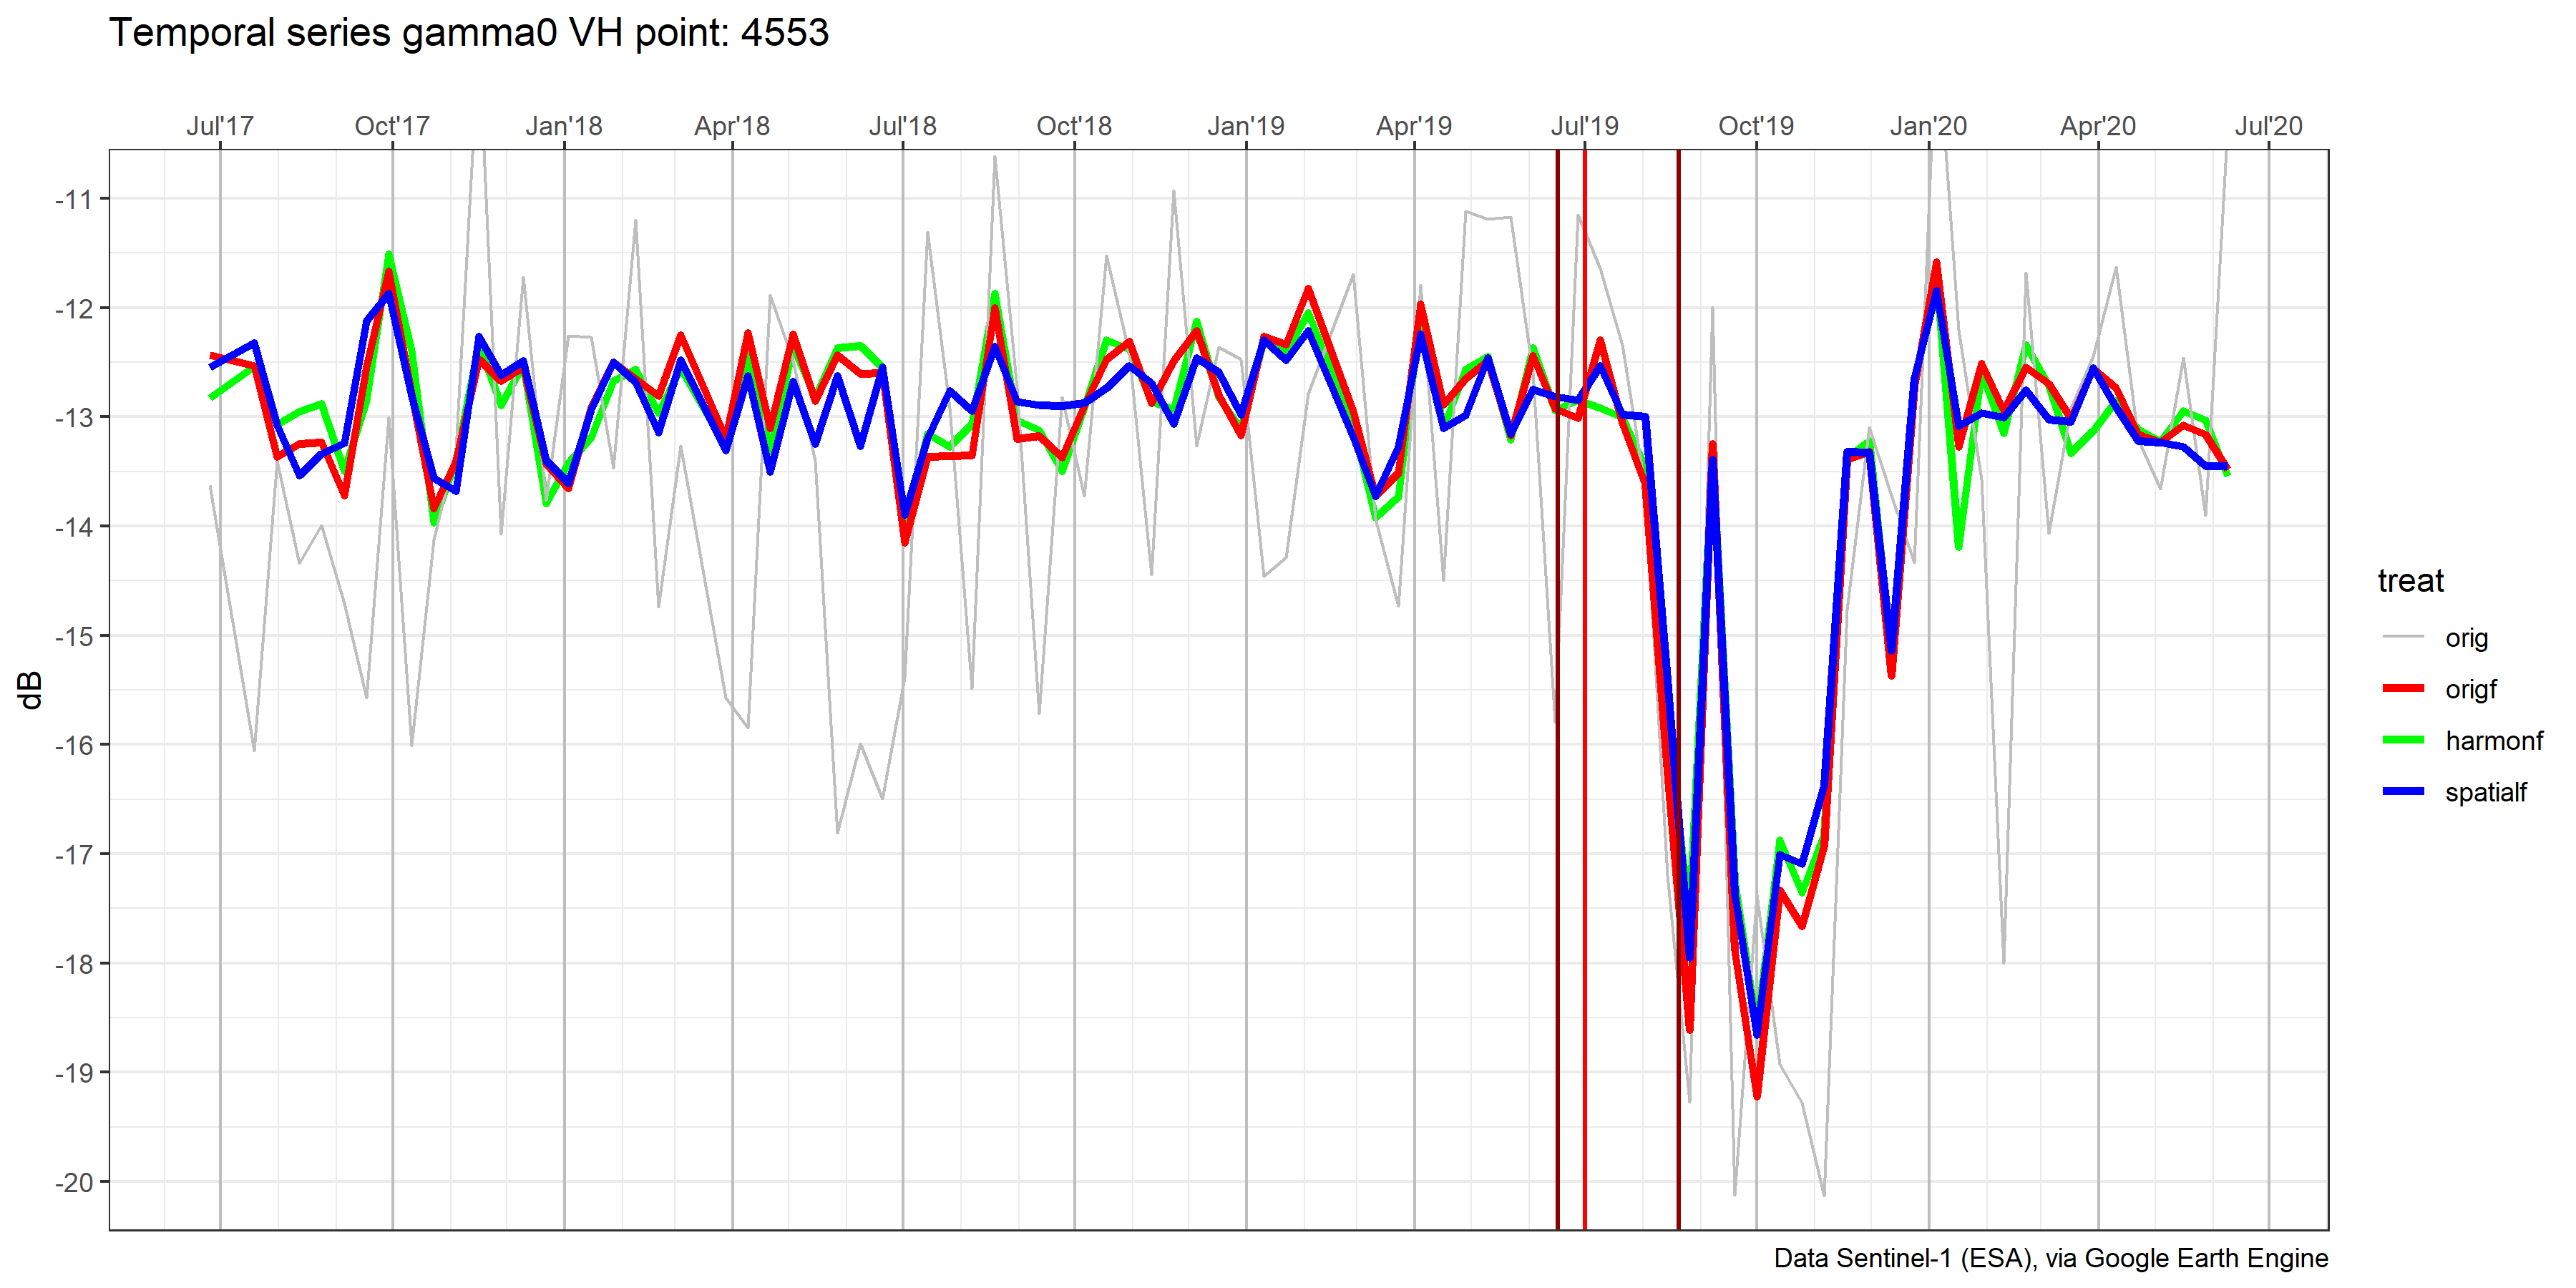 Temporal series gamma0 VH point: 4553
Jul'17 Oct'17 Jan'18 Apr'18 Jul'18 Oct'18 Jan'19 Apr'19 Jul'19 Oct'19 Jan'20 Apr'20 Jul'20
-11
-12
-13
-14
-15
-16
-17
-18
-19
-20
dB
treat
orig
origf
harmonf
spatialf
Data Sentinel-1 (ESA), via Google Earth Engine